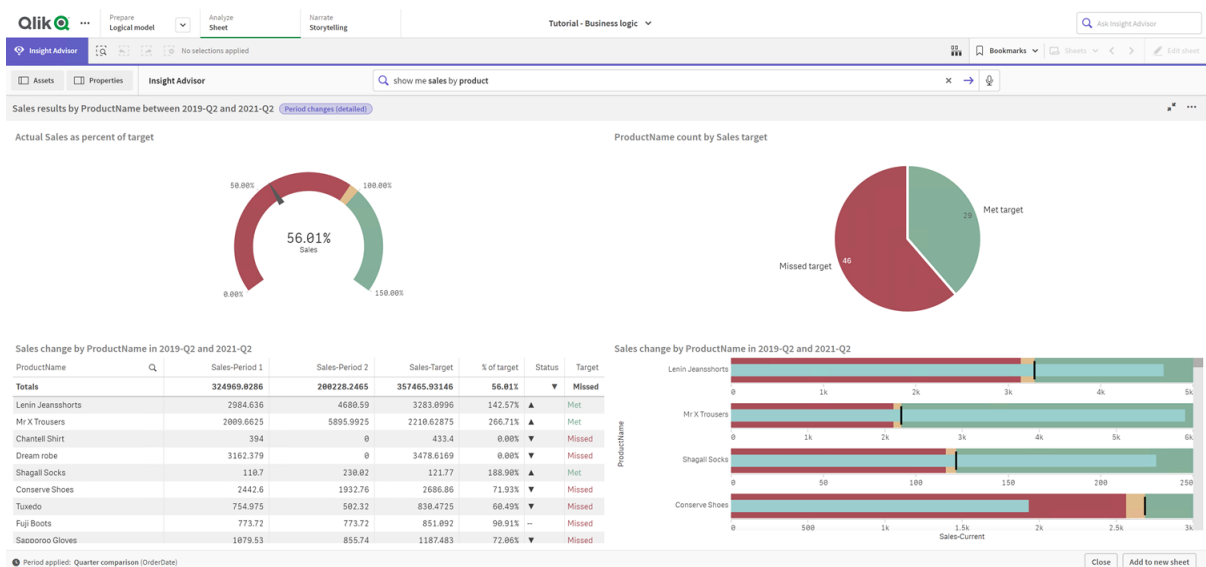 Qlik ... Prepare Logical model Analyze Sheet Narrate Storytelling Tutorial - Business logic Ask Insight Advisor
Insight Advisor No selections applied Bookmarks Sheets Edit sheet
Assets Properties Insight Advisor show me sales by product
Sales results by ProductName between 2019-Q2 and 2021-Q2 Period changes (detailed) ...
Actual Sales as percent of target
50.00% 100.00%
56.01%
Sales
0.00% 150.00%
ProductName count by Sales target
29 Met target
Missed target 46
Sales change by ProductName in 2019-Q2 and 2021-Q2
ProductName Sales-Period 1 Sales-Period 2 Sales-Target % of target Status Target
Totals 324969.0286 200228.2465 357465.93146 56.01% ▼ Missed
Lenin Jeansshorts 2984.636 4680.59 3283.0996 142.57% ▲ Met
Mr X Trousers 2009.6625 5895.9925 2210.62875 266.71% ▲ Met
Chantell Shirt 394 0 433.4 0.00% ▼ Missed
Dream robe 3162.379 0 3478.6169 0.00% ▼ Missed
Shagall Socks 110.7 230.02 121.77 188.90% ▲ Met
Conserve Shoes 2442.6 1932.76 2686.86 71.93% ▼ Missed
Tuxedo 754.975 502.32 830.4725 60.49% ▼ Missed
Fuji Boots 773.72 773.72 851.092 90.91% -- Missed
Sapporoo Gloves 1079.53 855.74 1187.483 72.06% ▼ Missed
Sales change by ProductName in 2019-Q2 and 2021-Q2
ProductName
Lenin Jeansshorts
0 1k 2k 3k 4k 5k
Mr X Trousers
0 1k 2k 3k 4k 5k 6k
Shagall Socks
0 50 100 150 200 250
Conserve Shoes
0 500 1k 1.5k 2k 2.5k 3k
Sales-Current
Period applied: Quarter comparison (OrderDate) Close Add to new sheet